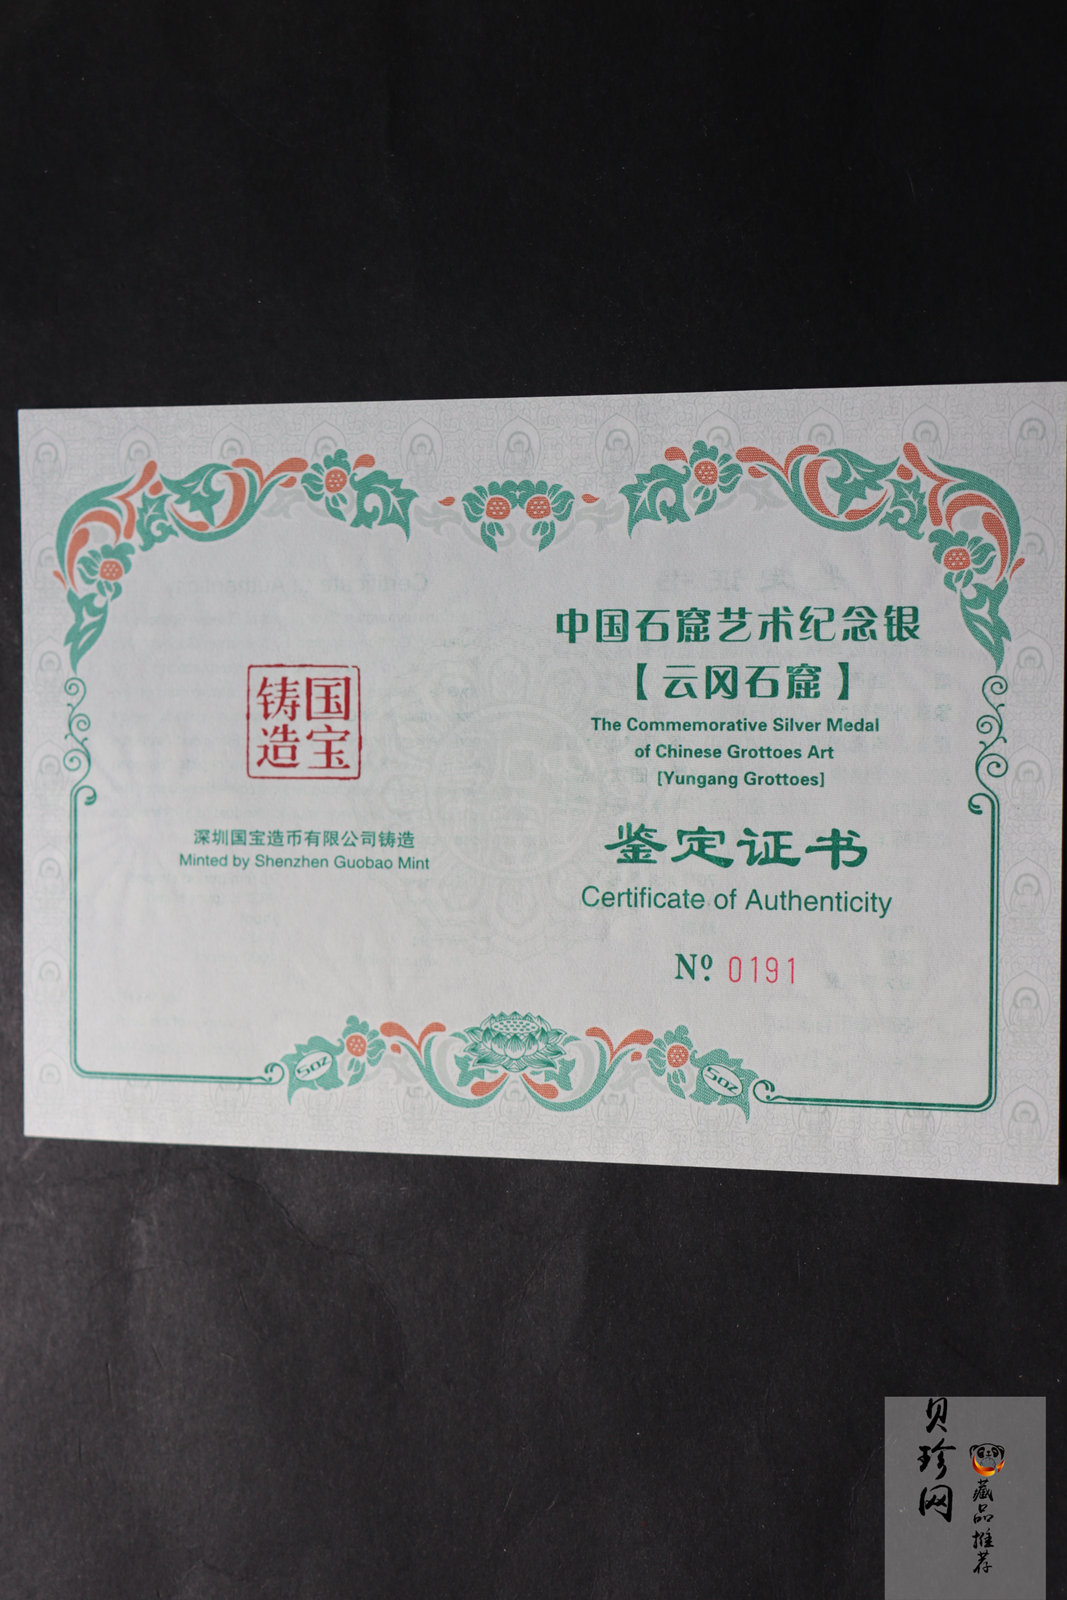 中国石窟艺术纪念银
【云冈石窟】
The Commemorative Silver Medal
of Chinese Grottoes Art
[Yungang Grottoes]
鉴定证书
Certificate of Authenticity
Nº 0191
国宝
铸造
深圳国宝造币有限公司铸造
Minted by Shenzhen Guobao Mint
5oz
5oz
贝珍网
藏品推荐